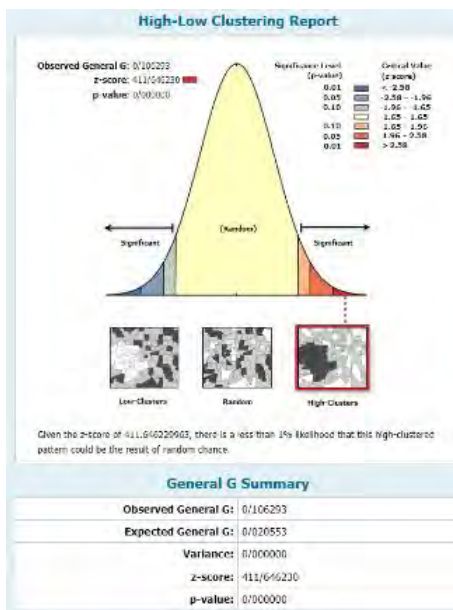 High-Low Clustering Report
Observed General G: 0/106293
z-score: 411/646230
p-value: 0/000000
Significance Level
(p-value)
Critical Value
(z-score)
0.01 < -2.58
0.05 -2.58 - -1.96
0.10 -1.96 - -1.65
-1.65 - 1.65
0.10 1.65 - 1.96
0.05 1.96 - 2.58
0.01 > 2.58
(Random)
Significant
Significant
Low-Clusters
Random
High-Clusters
Given the z-score of 411.646229963, there is a less than 1% likelihood that this high-clustered
pattern could be the result of random chance.
General G Summary
Observed General G: 0/106293
Expected General G: 0/020553
Variance: 0/000000
z-score: 411/646230
p-value: 0/000000